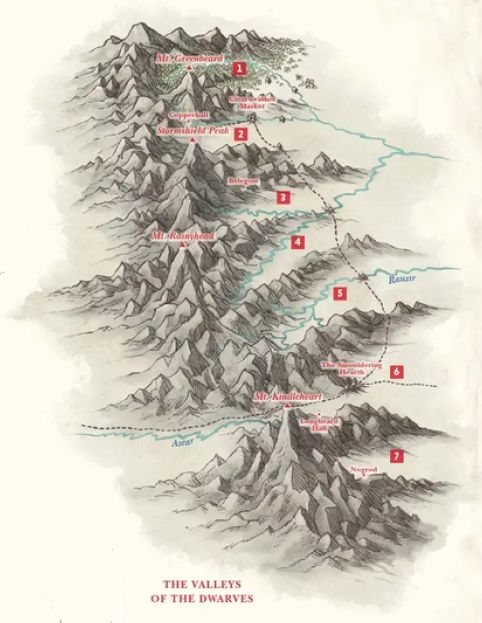 Mt. Greenbeard
1
Clearwater
Market
Copperhall
Stormshield Peak
2
Belegost
3
Mt. Rainyhead
4
Rausir
5
The Smouldering
Hearth
6
Mt. Kindleheart
Longbeard
Hall
Ascar
7
Nogrod
THE VALLEYS
OF THE DWARVES